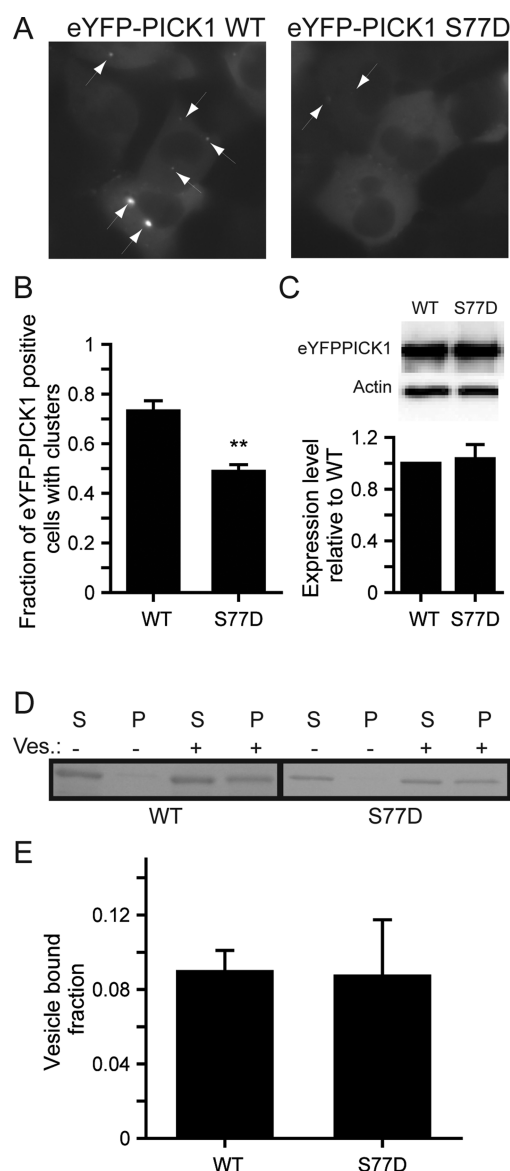 A
eYFP-PICK1 WT
eYFP-PICK1 S77D
B
Fraction of eYFP-PICK1 positive
cells with clusters
1
0.8
0.6
0.4
0.2
0
**
WT
S77D
C
WT
S77D
eYFPPICK1
Actin
Expression level
relative to WT
1.2
0.8
0.4
0
WT
S77D
D
S P S P S P S P
Ves.: - - + + - - + +
WT
S77D
E
Vesicle bound
fraction
0.12
0.08
0.04
0
WT
S77D